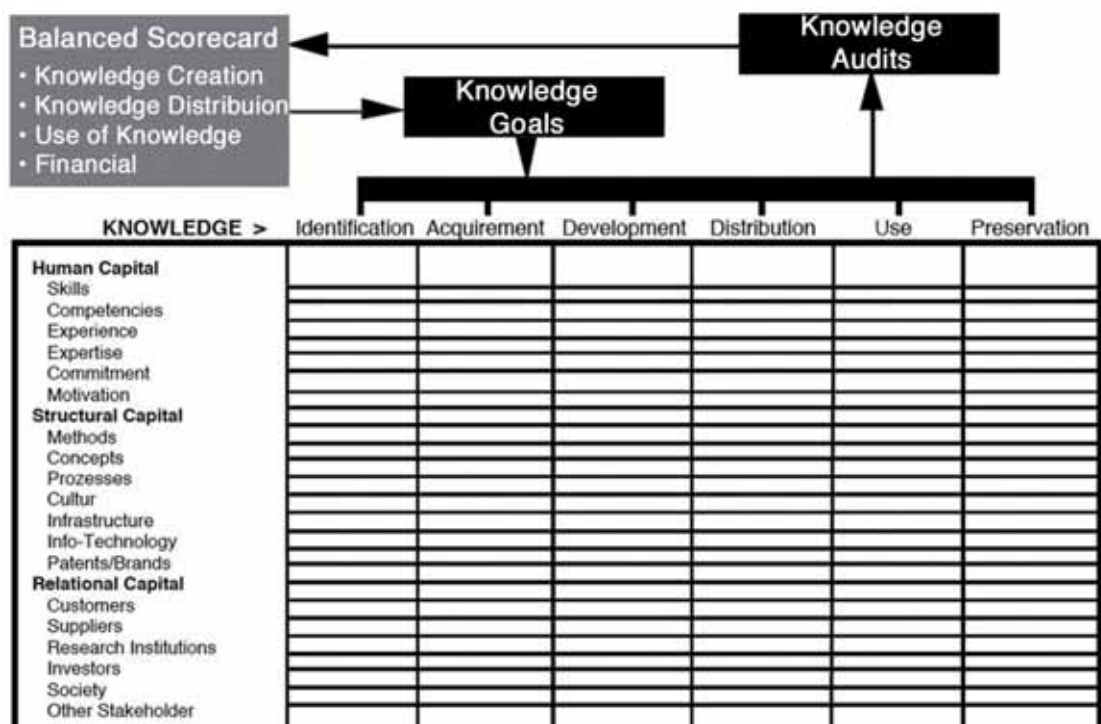 Balanced Scorecard
• Knowledge Creation
• Knowledge Distribuion
• Use of Knowledge
• Financial
Knowledge
Audits
Knowledge
Goals
KNOWLEDGE > Identification Acquirement Development Distribution Use Preservation
Human Capital
Skills
Competencies
Experience
Expertise
Commitment
Motivation
Structural Capital
Methods
Concepts
Prozesses
Cultur
Infrastructure
Info-Technology
Patents/Brands
Relational Capital
Customers
Suppliers
Research Institutions
Investors
Society
Other Stakeholder